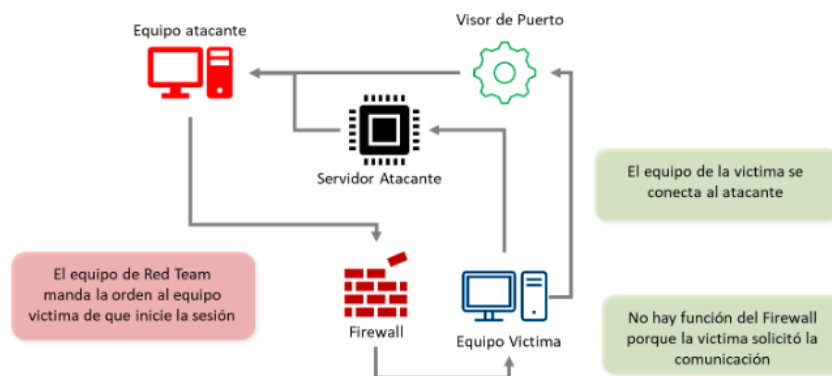 Equipo atacante
Visor de Puerto
Servidor Atacante
El equipo de la victima se
conecta al atacante
El equipo de Red Team
manda la orden al equipo
victima de que inicie la sesión
Firewall
Equipo Victima
No hay función del Firewall
porque la victima solicitó la
comunicación